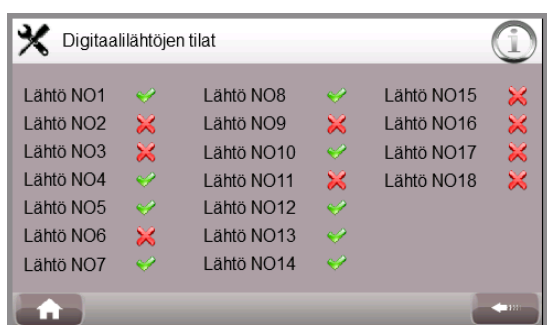 Digitaalilähtöjen tilat
Lähtö NO1
Lähtö NO2
Lähtö NO3
Lähtö NO4
Lähtö NO5
Lähtö NO6
Lähtö NO7
Lähtö NO8
Lähtö NO9
Lähtö NO10
Lähtö NO11
Lähtö NO12
Lähtö NO13
Lähtö NO14
Lähtö NO15
Lähtö NO16
Lähtö NO17
Lähtö NO18